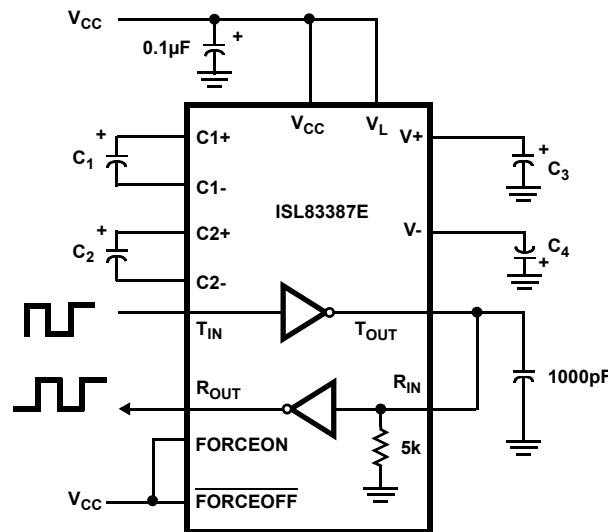 VCC
0.1µF +
VCC VL
+ C1+ V+
C1 + C3
C1-
ISL83387E
+ C2+ V-
C2 C4 +
C2-
TIN TOUT
1000pF
ROUT RIN
5k
FORCEON
VCC FORCEOFF